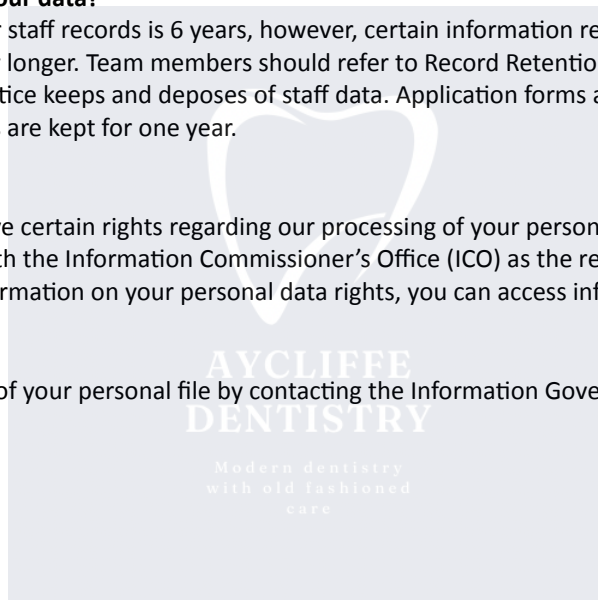 our data?
staff records is 6 years, however, certain information re
longer. Team members should refer to Record Retentio
tice keeps and deposes of staff data. Application forms a
are kept for one year.
ve certain rights regarding our processing of your person
th the Information Commissioner's Office (ICO) as the re
rmation on your personal data rights, you can access inf
of your personal file by contacting the Information Gove
AYCLIFFE
DENTISTRY
Modern dentistry
with old fashioned
care